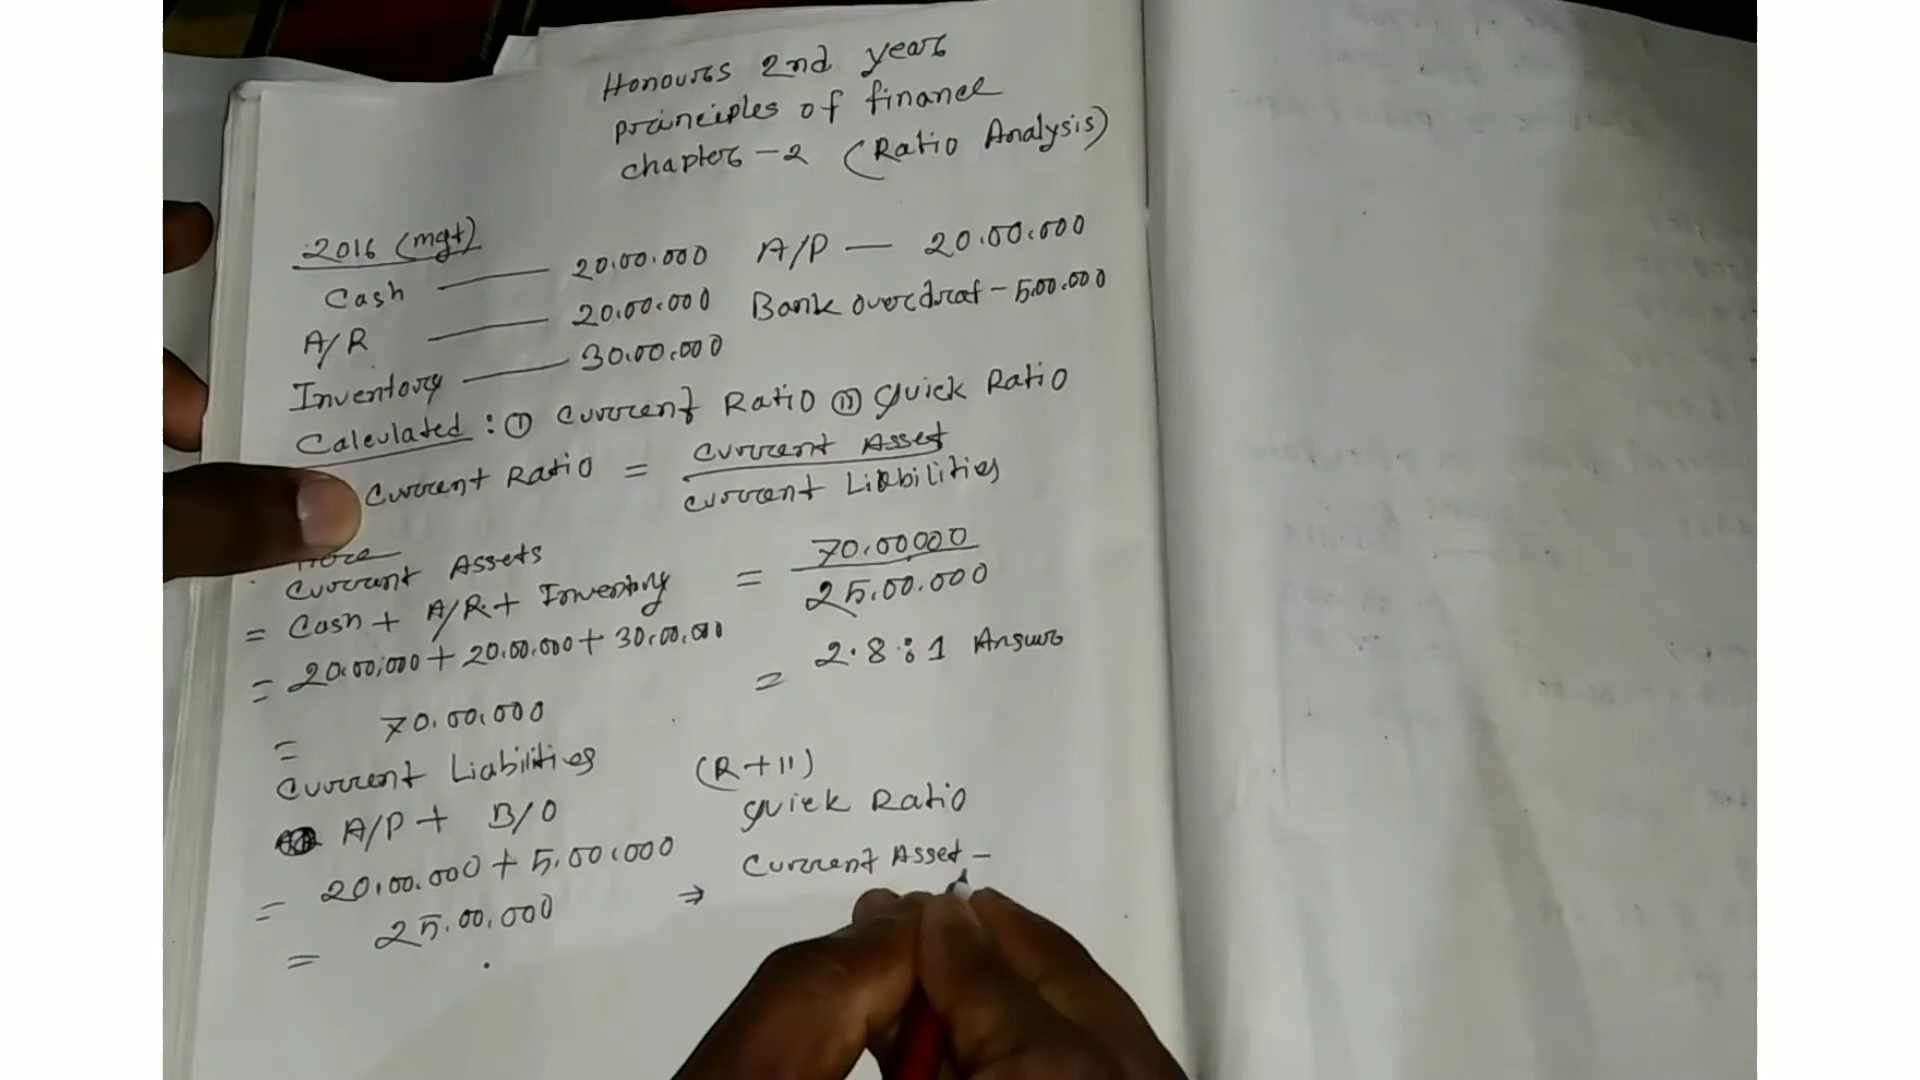 Honours 2nd year
principles of finance
chapter - 2 (Ratio Analysis)
2016 (mgt)
Cash — 20,00,000 A/P — 20,00,000
A/R — 20,00,000 Bank overdraf - 5,00,000
Inventory — 30,00,000
Calculated : (i) Current Ratio (ii) quick Ratio
Current Ratio = Current Asset
Current Liabilities
Current Assets
= Cash + A/R + Inventory
= 20,00,000 + 20,00,000 + 30,00,000
= 70,00,000
= 70,00000
25,00,000
= 2.8 : 1 Answer
Current Liabilities
A/P + B/O
= 20,00,000 + 5,00,000
= 25,00,000
(R + 11)
quick Ratio
⇒ Current Asset -